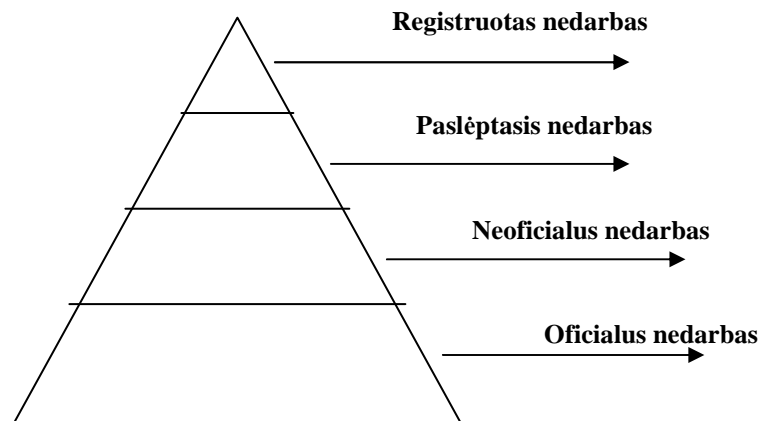 Registruotas nedarbas
Paslėptasis nedarbas
Neoficialus nedarbas
Oficialus nedarbas